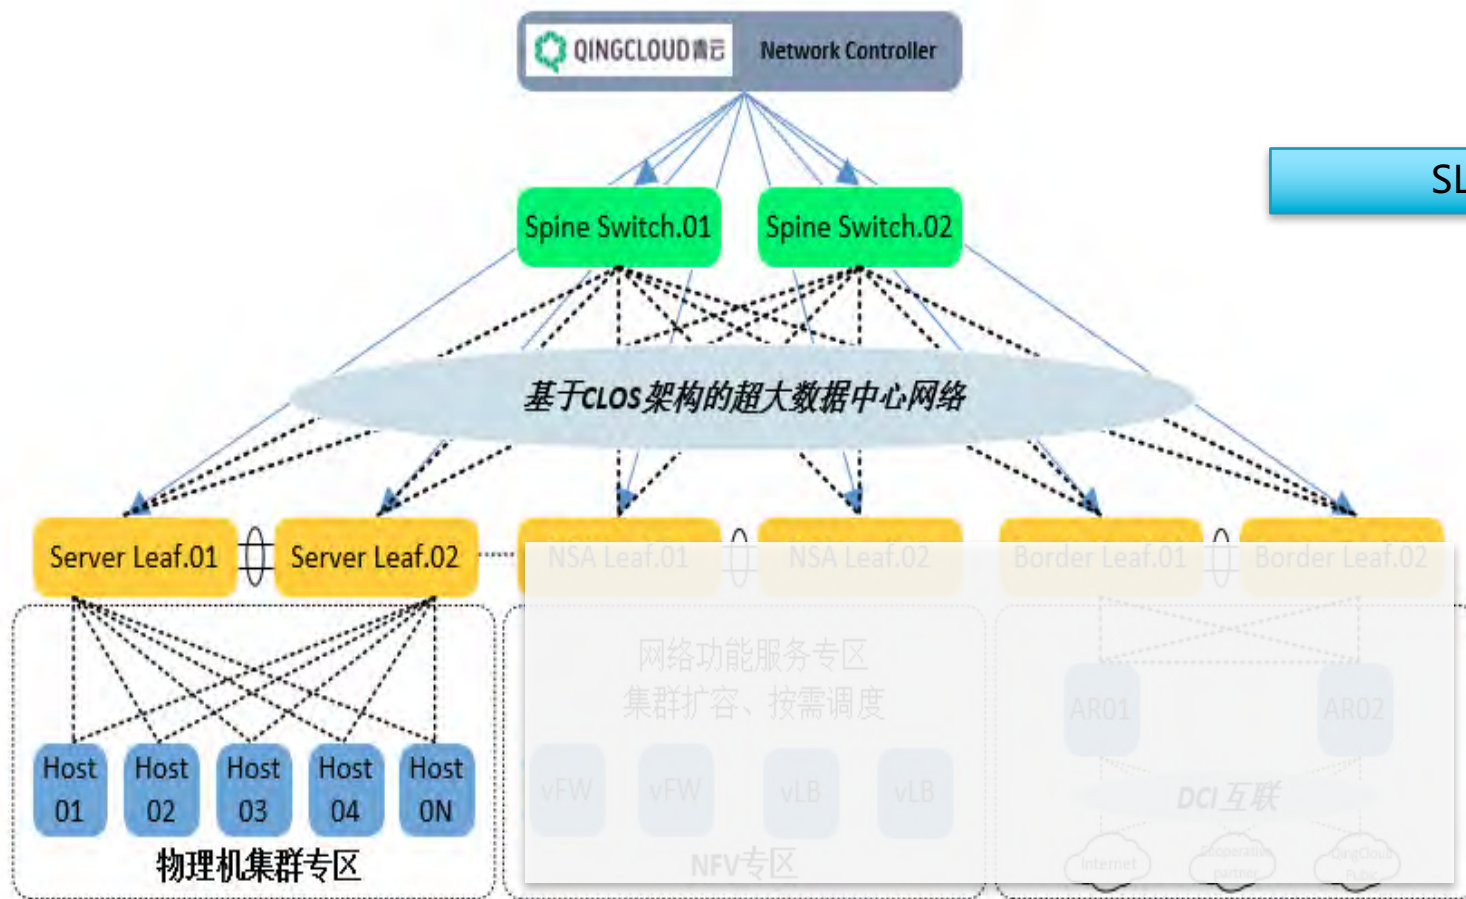 QINGCLOUD青云 Network Controller
SL
Spine Switch.01 Spine Switch.02
基于CLOS架构的超大数据中心网络
Server Leaf.01 Server Leaf.02 NSA Leaf.01 NSA Leaf.02 Border Leaf.01 Border Leaf.02
网络功能服务专区
集群扩容、按需调度
AR01 AR02
Host 01
Host 02
Host 03
Host 04
Host 0N
vFW vFW vLB vLB
DCI互联
Internet
Cooperative partner
QingCloud Pubic
物理机集群专区
NFV专区